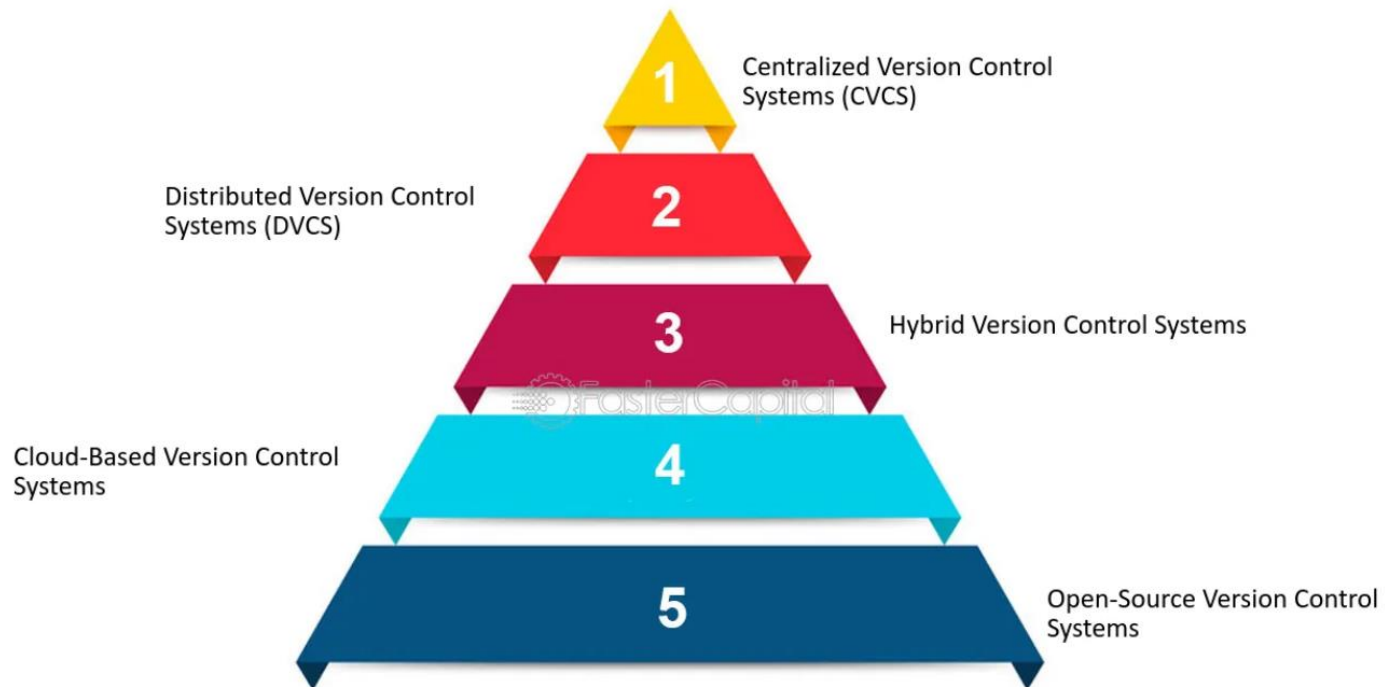 1
Centralized Version Control
Systems (CVCS)
2
Distributed Version Control
Systems (DVCS)
3
Hybrid Version Control Systems
FasterCapital
4
Cloud-Based Version Control
Systems
5
Open-Source Version Control
Systems